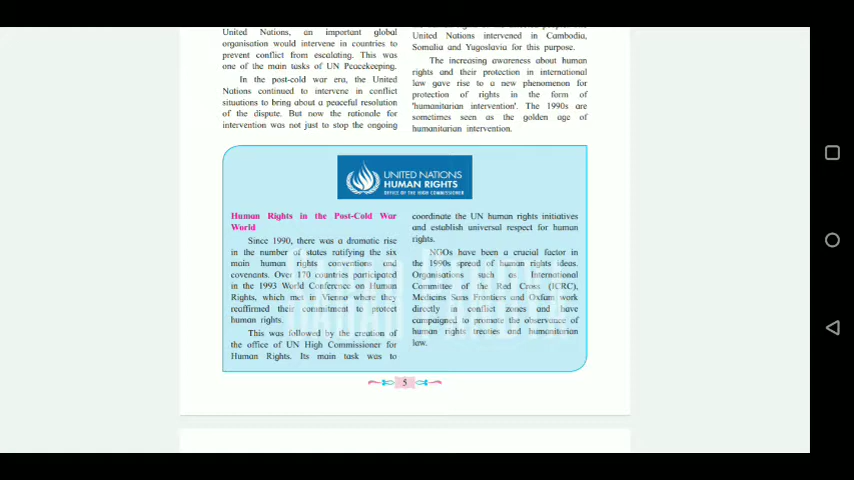 United Nations, an important global
organisation would intervene in countries to
prevent conflict from escalating. This was
one of the main tasks of UN Peacekeeping.
In the post-cold war era, the United
Nations continued to intervene in conflict
situations to bring about a peaceful resolution
of the dispute. But now the rationale for
intervention was not just to stop the ongoing
United Nations intervened in Cambodia,
Somalia and Yugoslavia for this purpose.
The increasing awareness about human
rights and their protection in international
law gave rise to a new phenomenon for
protection of rights in the form of
'humanitarian intervention'. The 1990s are
sometimes seen as the golden age of
humanitarian intervention.
UNITED NATIONS
HUMAN RIGHTS
OFFICE OF THE HIGH COMMISSIONER
Human Rights in the Post-Cold War
World
Since 1990, there was a dramatic rise
in the number of states ratifying the six
main human rights conventions and
covenants. Over 170 countries participated
in the 1993 World Conference on Human
Rights, which met in Vienna where they
reaffirmed their commitment to protect
human rights.
This was followed by the creation of
the office of UN High Commissioner for
Human Rights. Its main task was to
coordinate the UN human rights initiatives
and establish universal respect for human
rights.
NGOs have been a crucial factor in
the 1990s spread of human rights ideas.
Organisations such as International
Committee of the Red Cross (ICRC),
Medicins Sans Frontiers and Oxfam work
directly in conflict zones and have
campaigned to promote the observance of
human rights treaties and humanitarian
law.
5